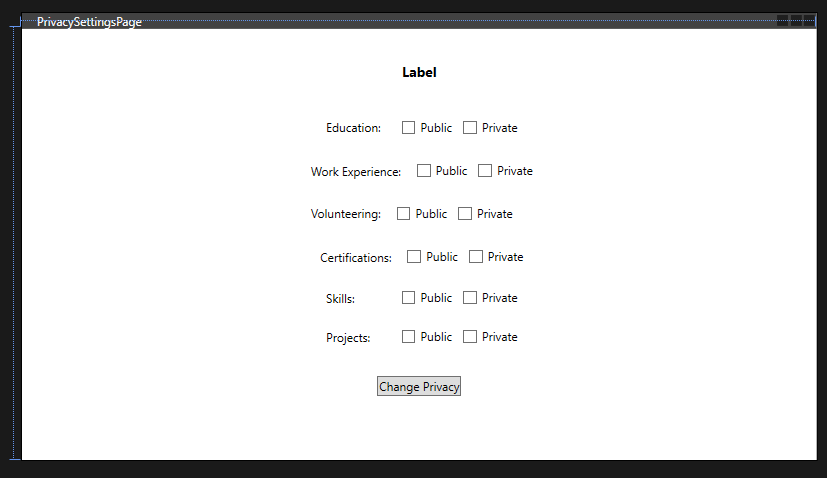 PrivacySettingsPage
Label
Education: Public Private
Work Experience: Public Private
Volunteering: Public Private
Certifications: Public Private
Skills: Public Private
Projects: Public Private
Change Privacy